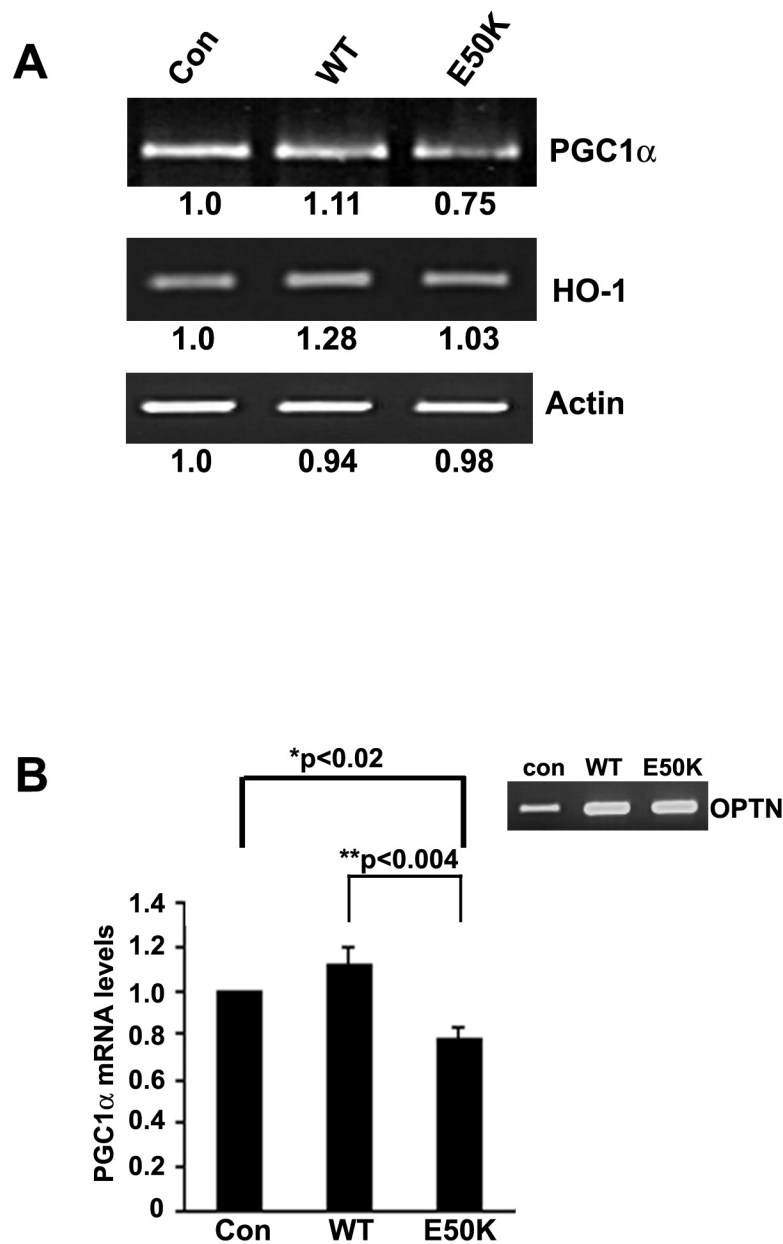 A
Con WT E50K
PGC1α
1.0 1.11 0.75
HO-1
1.0 1.28 1.03
Actin
1.0 0.94 0.98
B
*p<0.02
con WT E50K
OPTN
**p<0.004
PGC1α mRNA levels
1.4
1.2
1.0
0.8
0.6
0.4
0.2
0
Con WT E50K